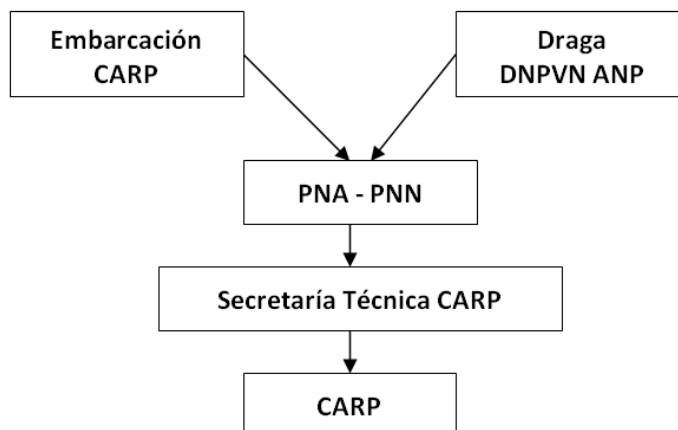 Embarcación
CARP
Draga
DNPVN ANP
PNA - PNN
Secretaría Técnica CARP
CARP